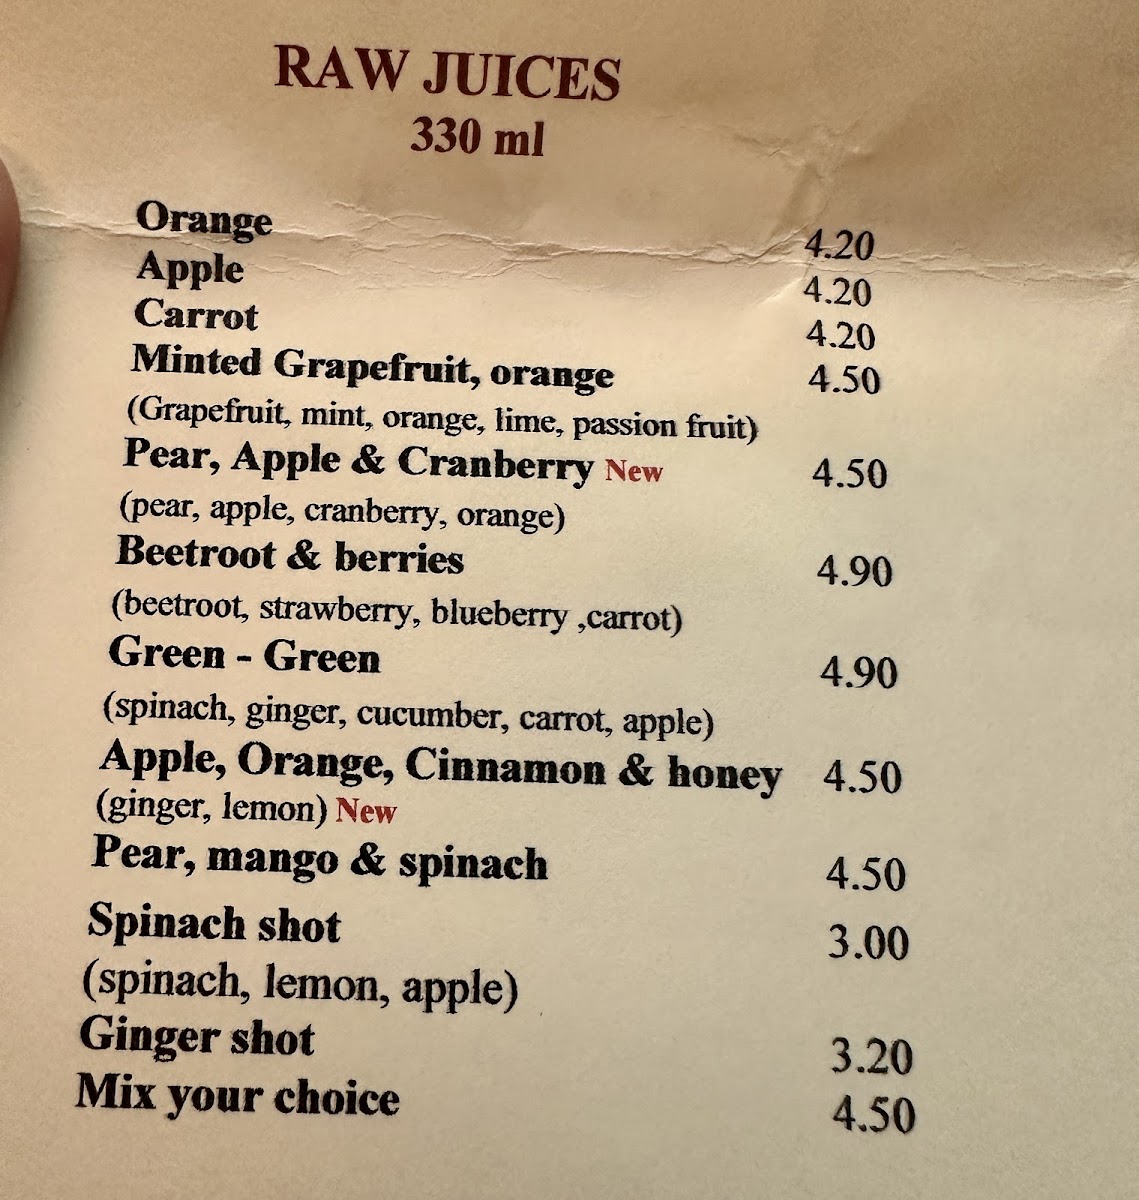 RAW JUICES
330 ml
Orange 4.20
Apple 4.20
Carrot 4.20
Minted Grapefruit, orange 4.50
(Grapefruit, mint, orange, lime, passion fruit)
Pear, Apple & Cranberry New 4.50
(pear, apple, cranberry, orange)
Beetroot & berries 4.90
(beetroot, strawberry, blueberry ,carrot)
Green - Green 4.90
(spinach, ginger, cucumber, carrot, apple)
Apple, Orange, Cinnamon & honey 4.50
(ginger, lemon) New
Pear, mango & spinach 4.50
Spinach shot 3.00
(spinach, lemon, apple)
Ginger shot 3.20
Mix your choice 4.50